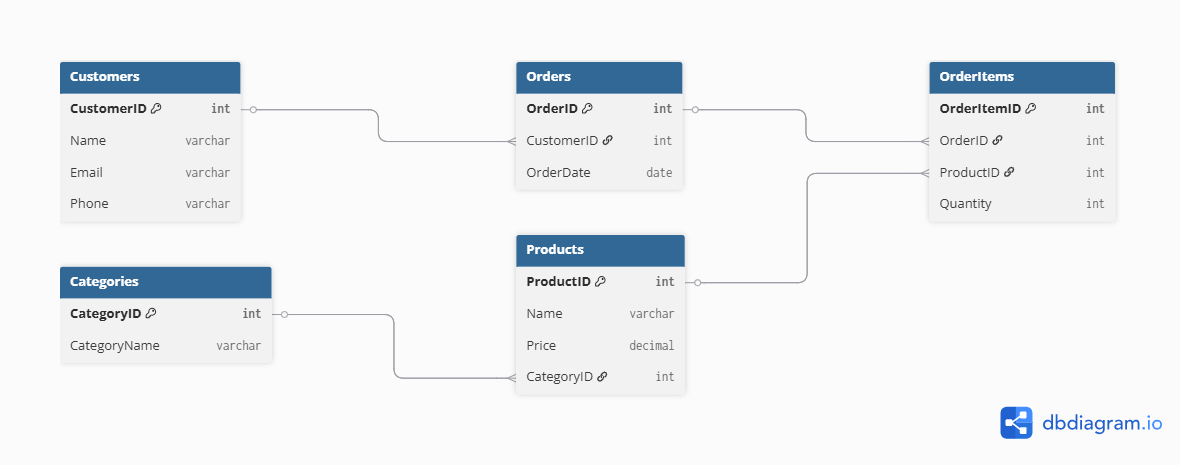 Customers
CustomerID int
Name varchar
Email varchar
Phone varchar
Orders
OrderID int
CustomerID int
OrderDate date
OrderItems
OrderItemID int
OrderID int
ProductID int
Quantity int
Categories
CategoryID int
CategoryName varchar
Products
ProductID int
Name varchar
Price decimal
CategoryID int
dbdiagram.io